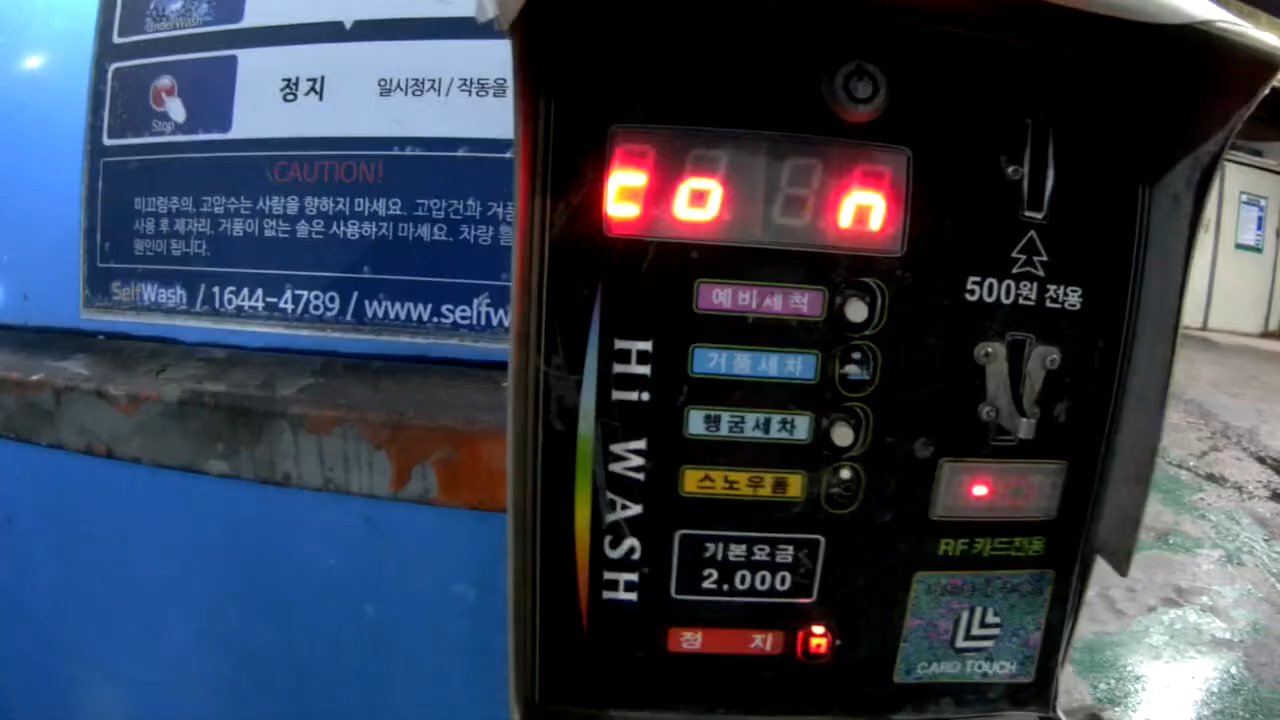 UnderWash
정지
일시정지 / 작동을
Stop
CAUTION!
미끄럼주의, 고압수는 사람을 향하지 마세요. 고압건과 거품
사용 후 제자리. 거품이 없는 솔은 사용하지 마세요. 차량
원인이 됩니다.
SelfWash / 1644-4789 / www.selfw
Co n
500원 전용
예비세척
거품세차
헹굼세차
스노우폼
Hi WASH
기본요금
2.000
정 지
RF 카드전용
CARD TOUCH